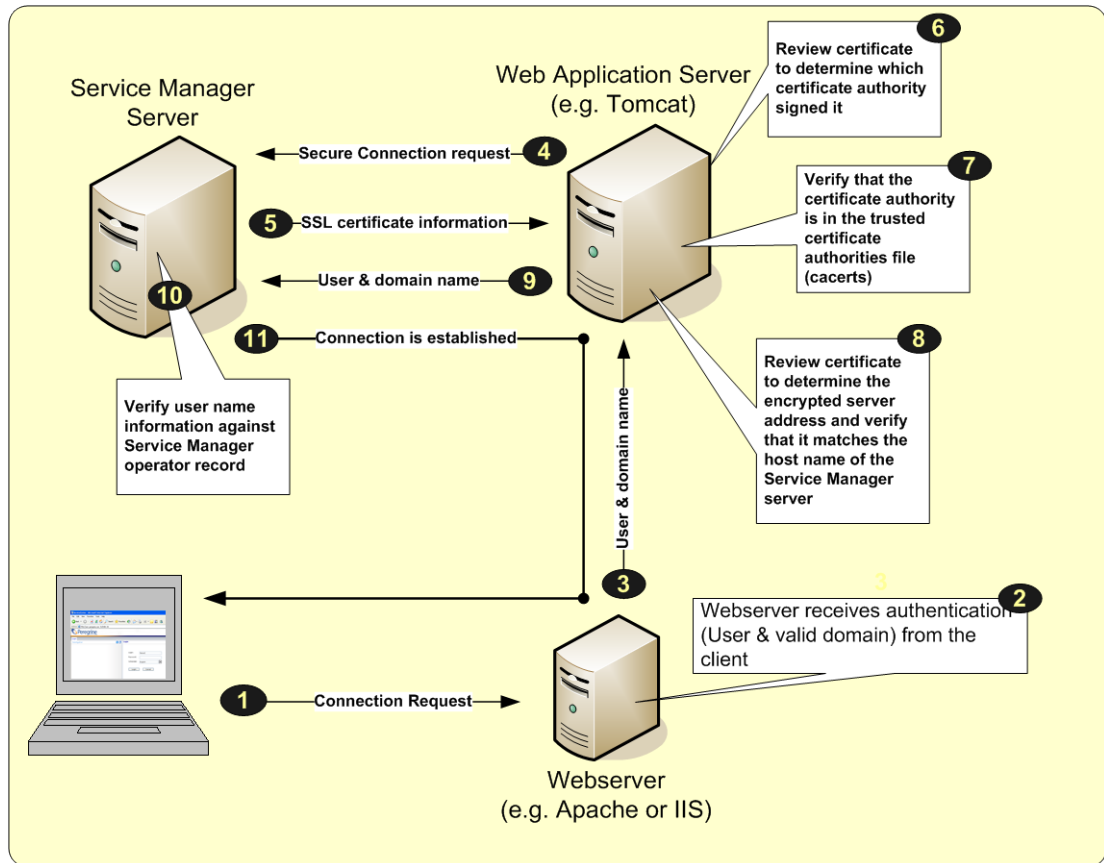 6
Review certificate
to determine which
certificate authority
signed it
Web Application Server
(e.g. Tomcat)
Service Manager
Server
4
Secure Connection request
7
Verify that the
certificate authority
is in the trusted
certificate
authorities file
(cacerts)
5
SSL certificate information
9
User & domain name
10
11
Connection is established
8
Review certificate
to determine the
encrypted server
address and verify
that it matches the
host name of the
Service Manager
server
Verify user name
information against
Service Manager
operator record
User & domain name
3
3
2
Webserver receives authentication
(User & valid domain) from the
client
Peregrine
1
Connection Request
Webserver
(e.g. Apache or IIS)